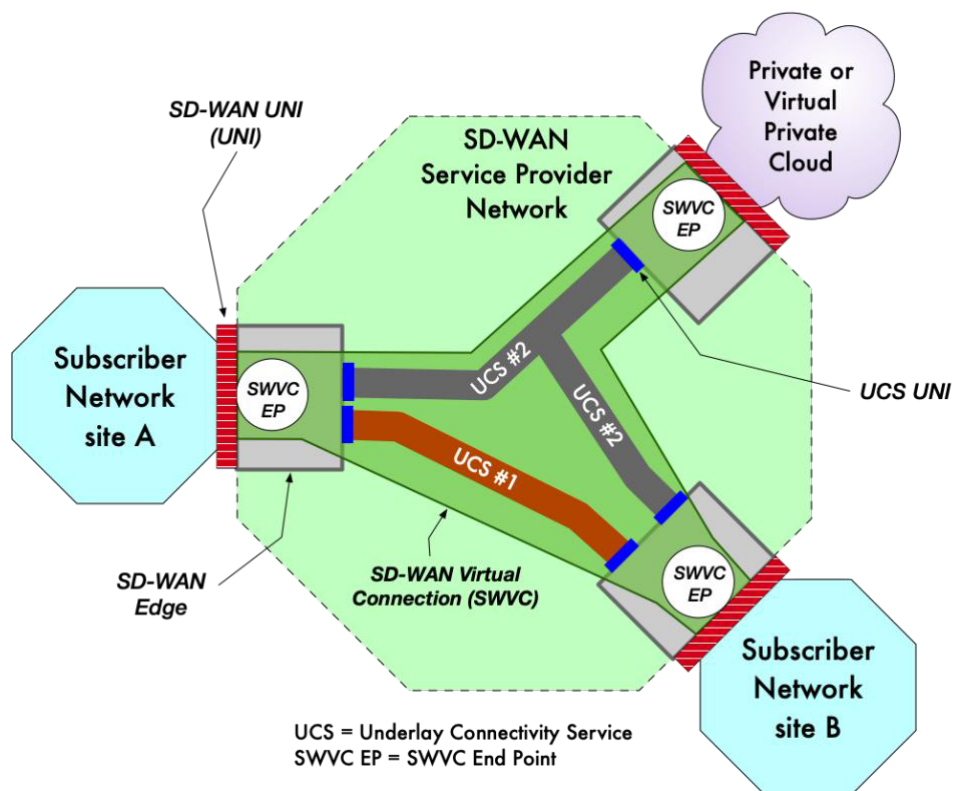 Private or
Virtual
Private
Cloud
SD-WAN UNI
(UNI)
SD-WAN
Service Provider
Network
SWVC
EP
Subscriber
Network
site A
SWVC
EP
UCS #2
UCS #2
UCS UNI
UCS #1
SD-WAN
Edge
SD-WAN Virtual
Connection (SWVC)
SWVC
EP
Subscriber
Network
site B
UCS = Underlay Connectivity Service
SWVC EP = SWVC End Point